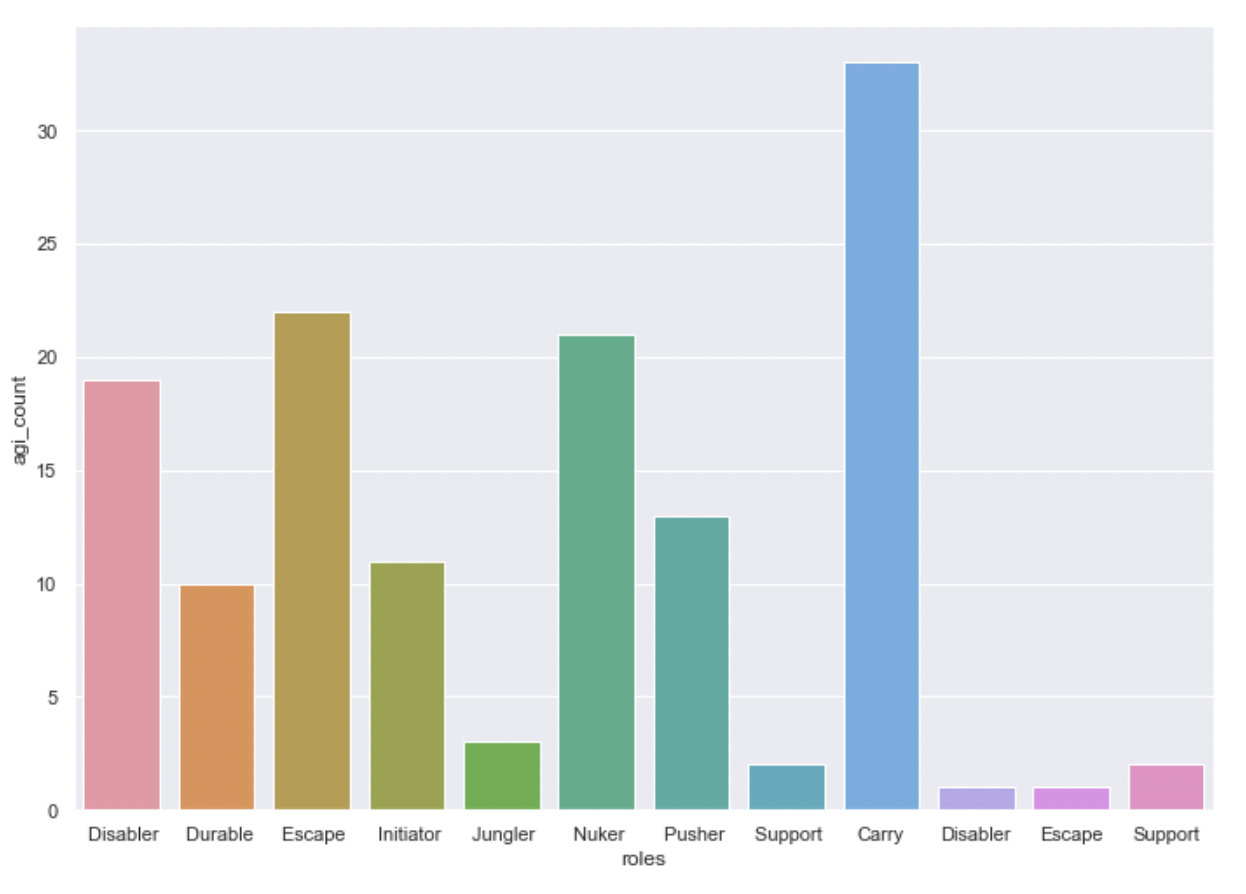 30
25
20
15
10
5
0
agi_count
Disabler Durable Escape Initiator Jungler Nuker Pusher Support Carry Disabler Escape Support
roles